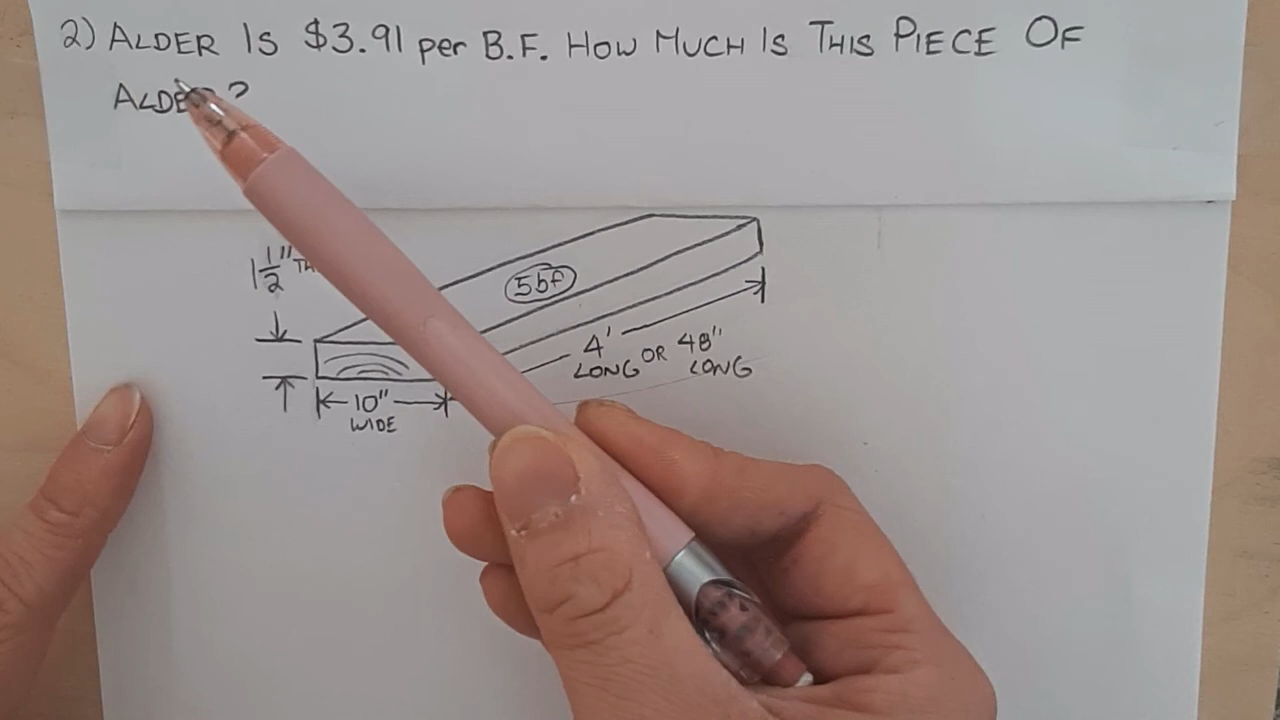 2) ALDER IS $3.91 per B.F. HOW MUCH IS THIS PIECE OF
?
1 1/2"
5bf
4' LONG OR 48" LONG
10"
WIDE